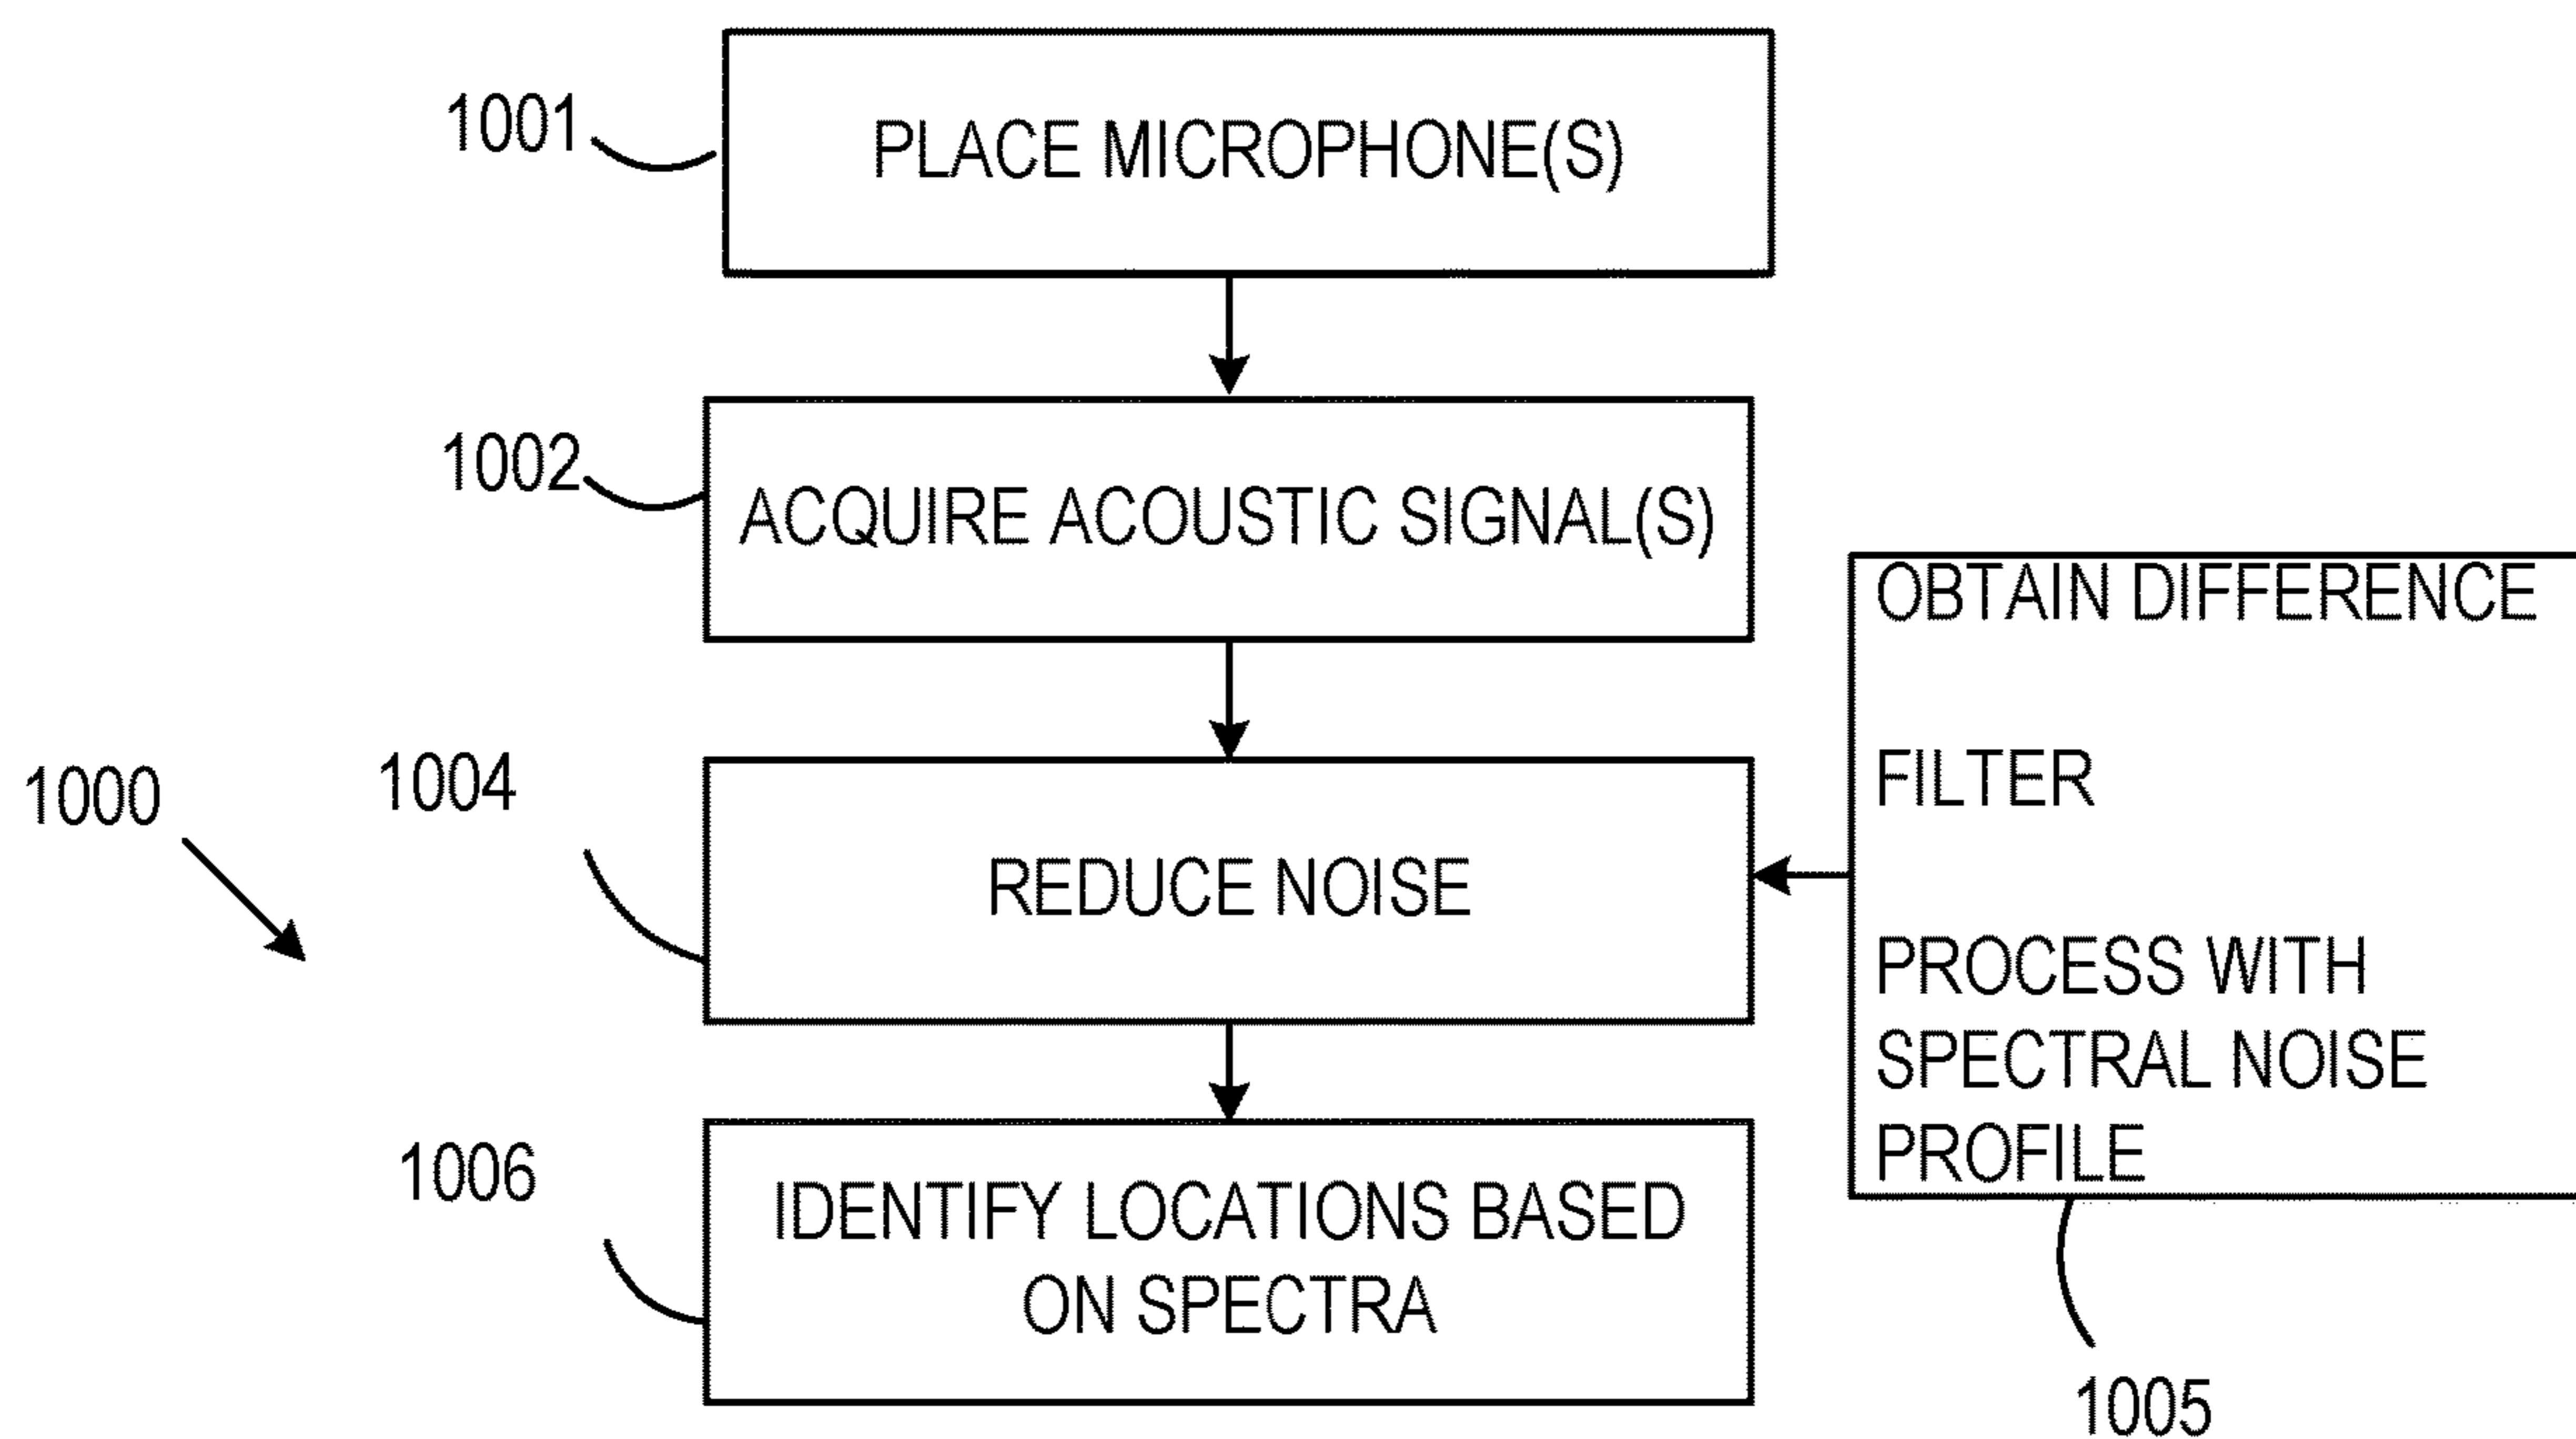 1001
PLACE MICROPHONE(S)
1002
ACQUIRE ACOUSTIC SIGNAL(S)
1000
1004
REDUCE NOISE
OBTAIN DIFFERENCE
FILTER
PROCESS WITH
SPECTRAL NOISE
PROFILE
1005
1006
IDENTIFY LOCATIONS BASED
ON SPECTRA